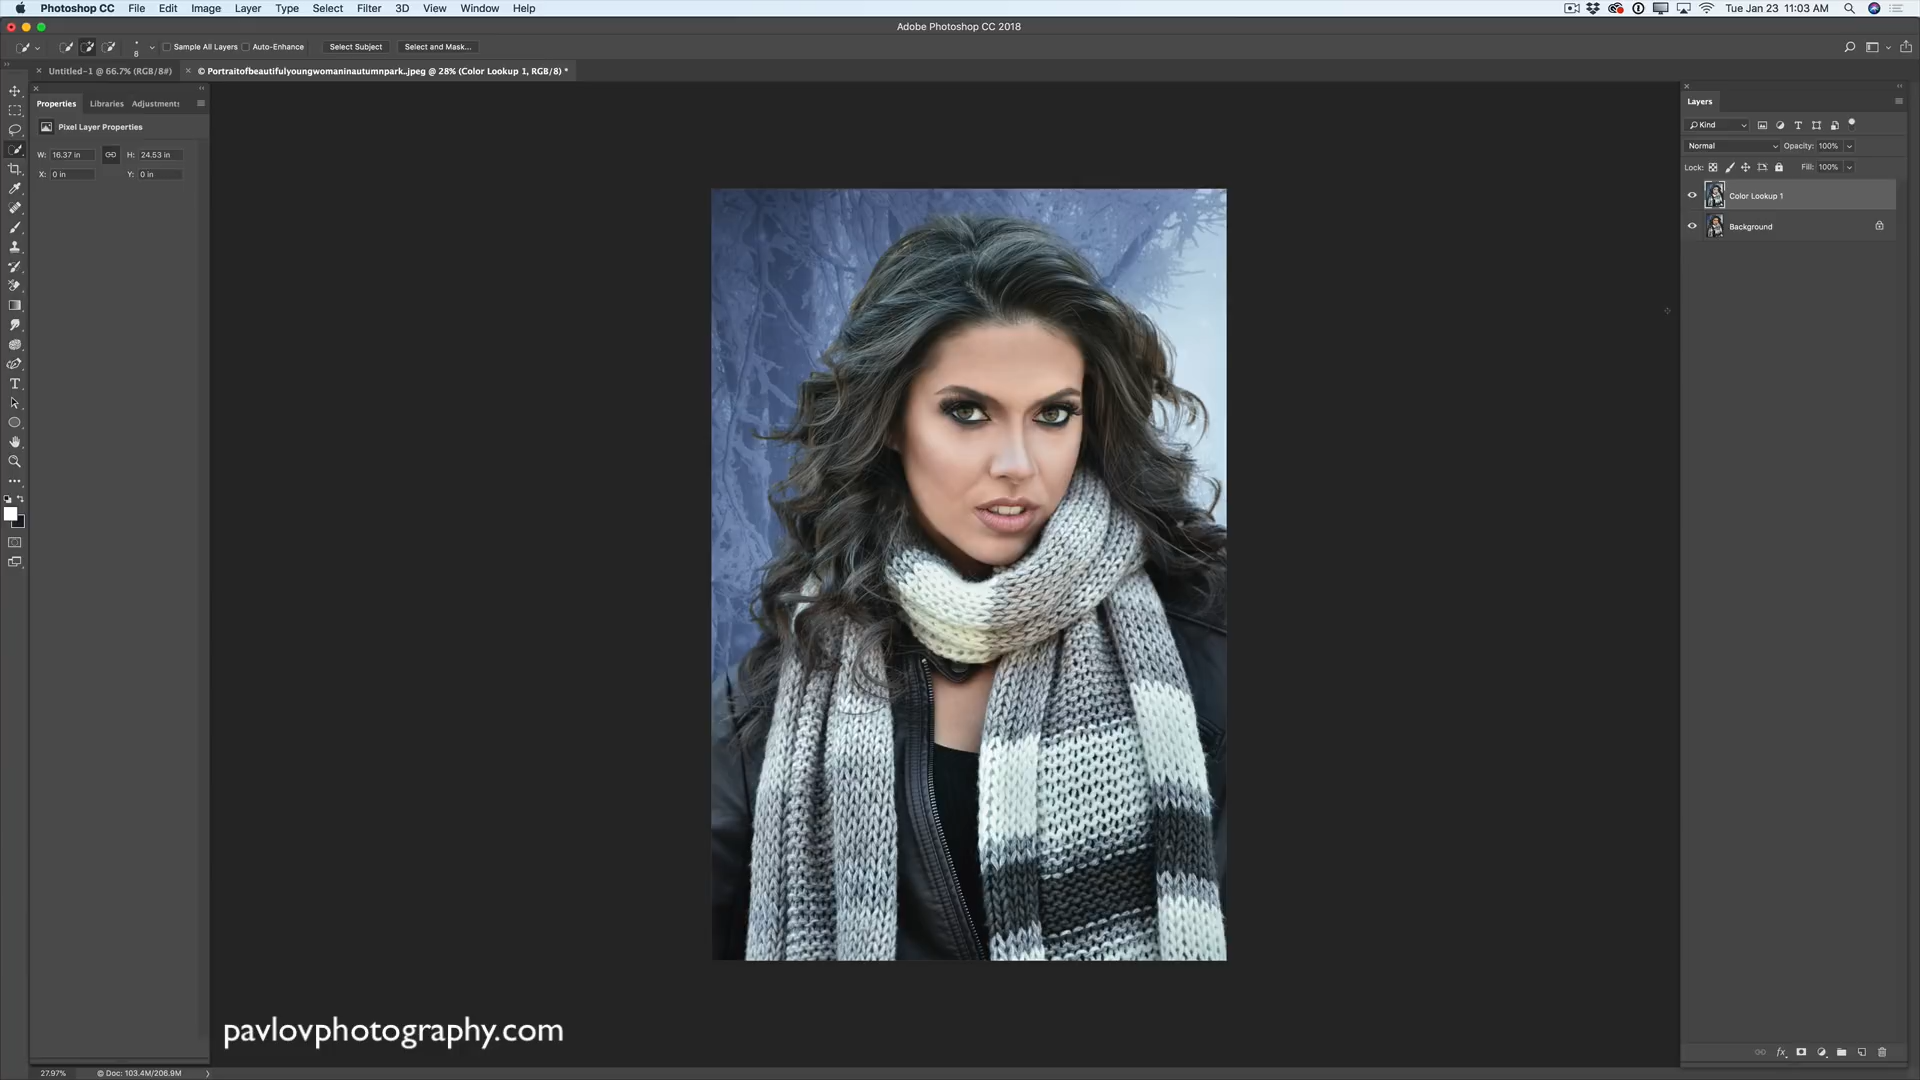 Photoshop CC File Edit Image Layer Type Select Filter 3D View Window Help
Tue Jan 23 11:03 AM
Adobe Photoshop CC 2018
8
Sample All Layers Auto-Enhance Select Subject Select and Mask...
Untitled-1 @ 66.7% (RGB/8#)
© Portraitofbeautifulyoungwomaninautumnpark..jpeg @ 28% (Color Lookup 1, RGB/8) *
Properties Libraries Adjustments
Pixel Layer Properties
W: 16.37 in H: 24.53 in
X: 0 in Y: 0 in
Layers
Kind
Normal Opacity: 100%
Lock: Fill: 100%
Color Lookup 1
Background
pavlovphotography.com
27.97% Doc: 103.4M/206.9M